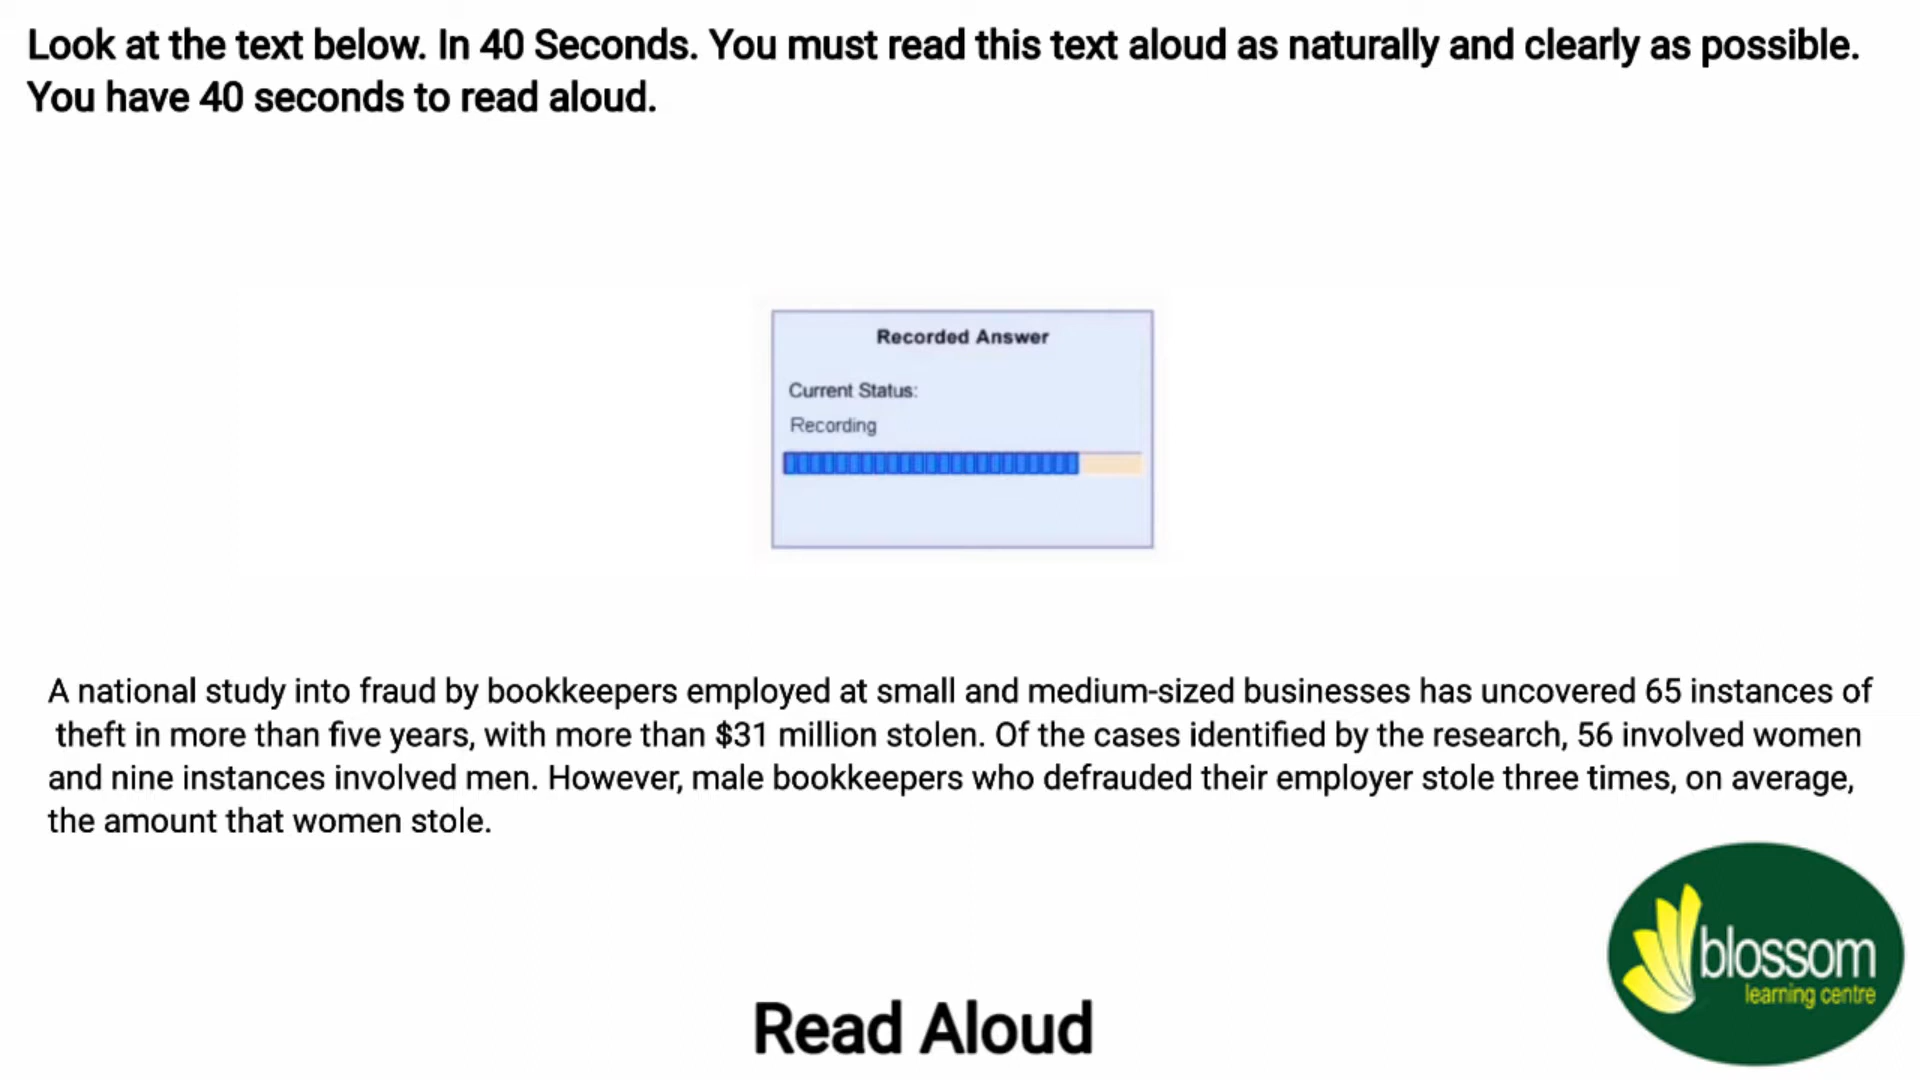 Look at the text below. In 40 Seconds. You must read this text aloud as naturally and clearly as possible.
You have 40 seconds to read aloud.
Recorded Answer
Current Status:
Recording
A national study into fraud by bookkeepers employed at small and medium-sized businesses has uncovered 65 instances of
theft in more than five years, with more than $31 million stolen. Of the cases identified by the research, 56 involved women
and nine instances involved men. However, male bookkeepers who defrauded their employer stole three times, on average,
the amount that women stole.
blossom
learning centre
Read Aloud